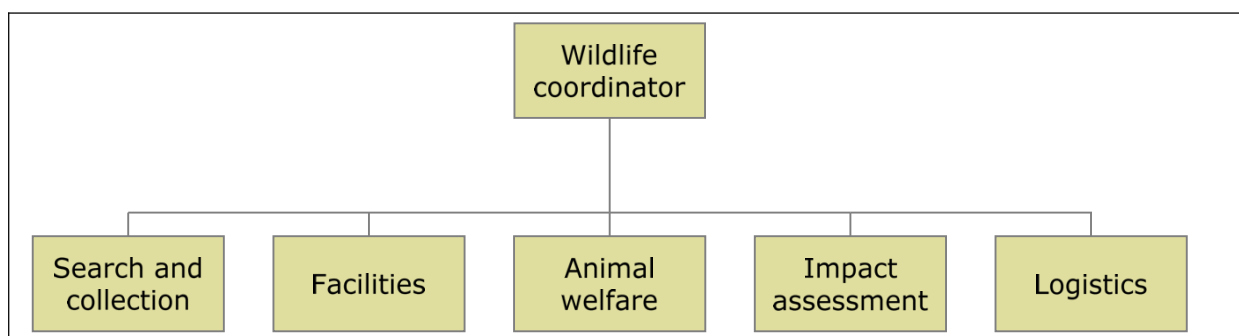 Wildlife
coordinator
Search and
collection
Facilities
Animal
welfare
Impact
assessment
Logistics